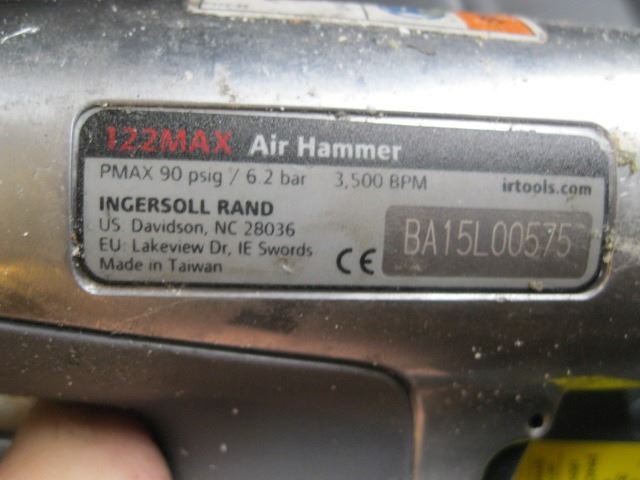 122MAX Air Hammer
PMAX 90 psig / 6.2 bar 3,500 BPM irtools.com
INGERSOLL RAND
US Davidson, NC 28036
EU: Lakeview Dr, IE Swords
Made in Taiwan
CE
BA15L00575